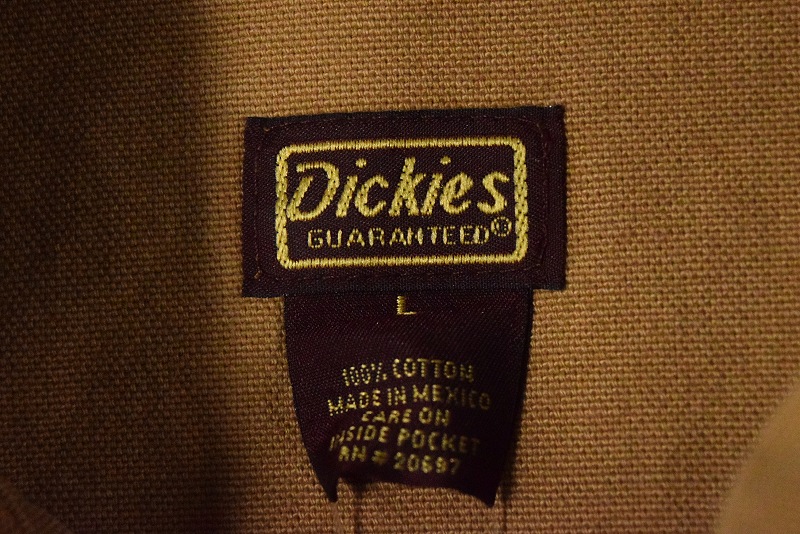 Dickies
GUARANTEED®
L
100% COTTON
MADE IN MEXICO
CARE ON
INSIDE POCKET
RN # 20697